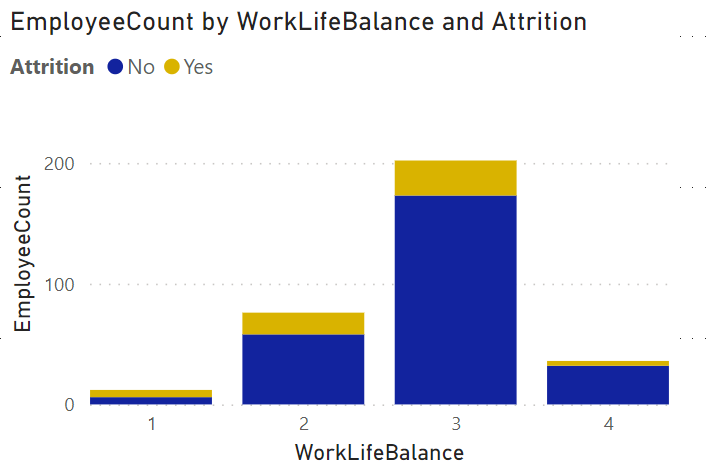 EmployeeCount by WorkLifeBalance and Attrition
Attrition No Yes
EmployeeCount
200
100
0
1 2 3 4
WorkLifeBalance